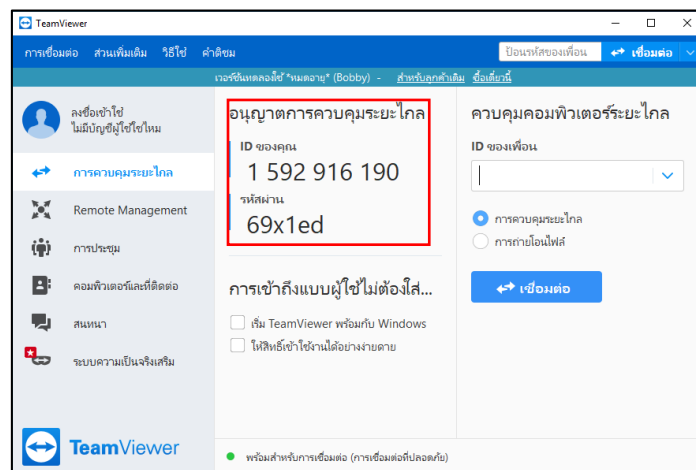 TeamViewer
การเชื่อมต่อ ส่วนเพิ่มเติม วิธีใช้ คำติชม
ป้อนรหัสของเพื่อน
เชื่อมต่อ
เวอร์ชันทดลองใช้ *หมดอายุ* (Bobby) - สำหรับลูกค้าเดิม ซื้อเดี๋ยวนี้
ลงชื่อเข้าใช้
ไม่มีบัญชีผู้ใช้ใช่ไหม
การควบคุมระยะไกล
Remote Management
การประชุม
คอมพิวเตอร์และที่ติดต่อ
สนทนา
ระบบความเป็นจริงเสริม
TeamViewer
อนุญาตการควบคุมระยะไกล
ID ของคุณ
1 592 916 190
รหัสผ่าน
69x1ed
การเข้าถึงแบบผู้ใช้ไม่ต้องใส่...
เริ่ม TeamViewer พร้อมกับ Windows
ให้สิทธิ์เข้าใช้งานได้อย่างง่ายดาย
ควบคุมคอมพิวเตอร์ระยะไกล
ID ของเพื่อน
การควบคุมระยะไกล
การถ่ายโอนไฟล์
เชื่อมต่อ
พร้อมสำหรับการเชื่อมต่อ (การเชื่อมต่อที่ปลอดภัย)